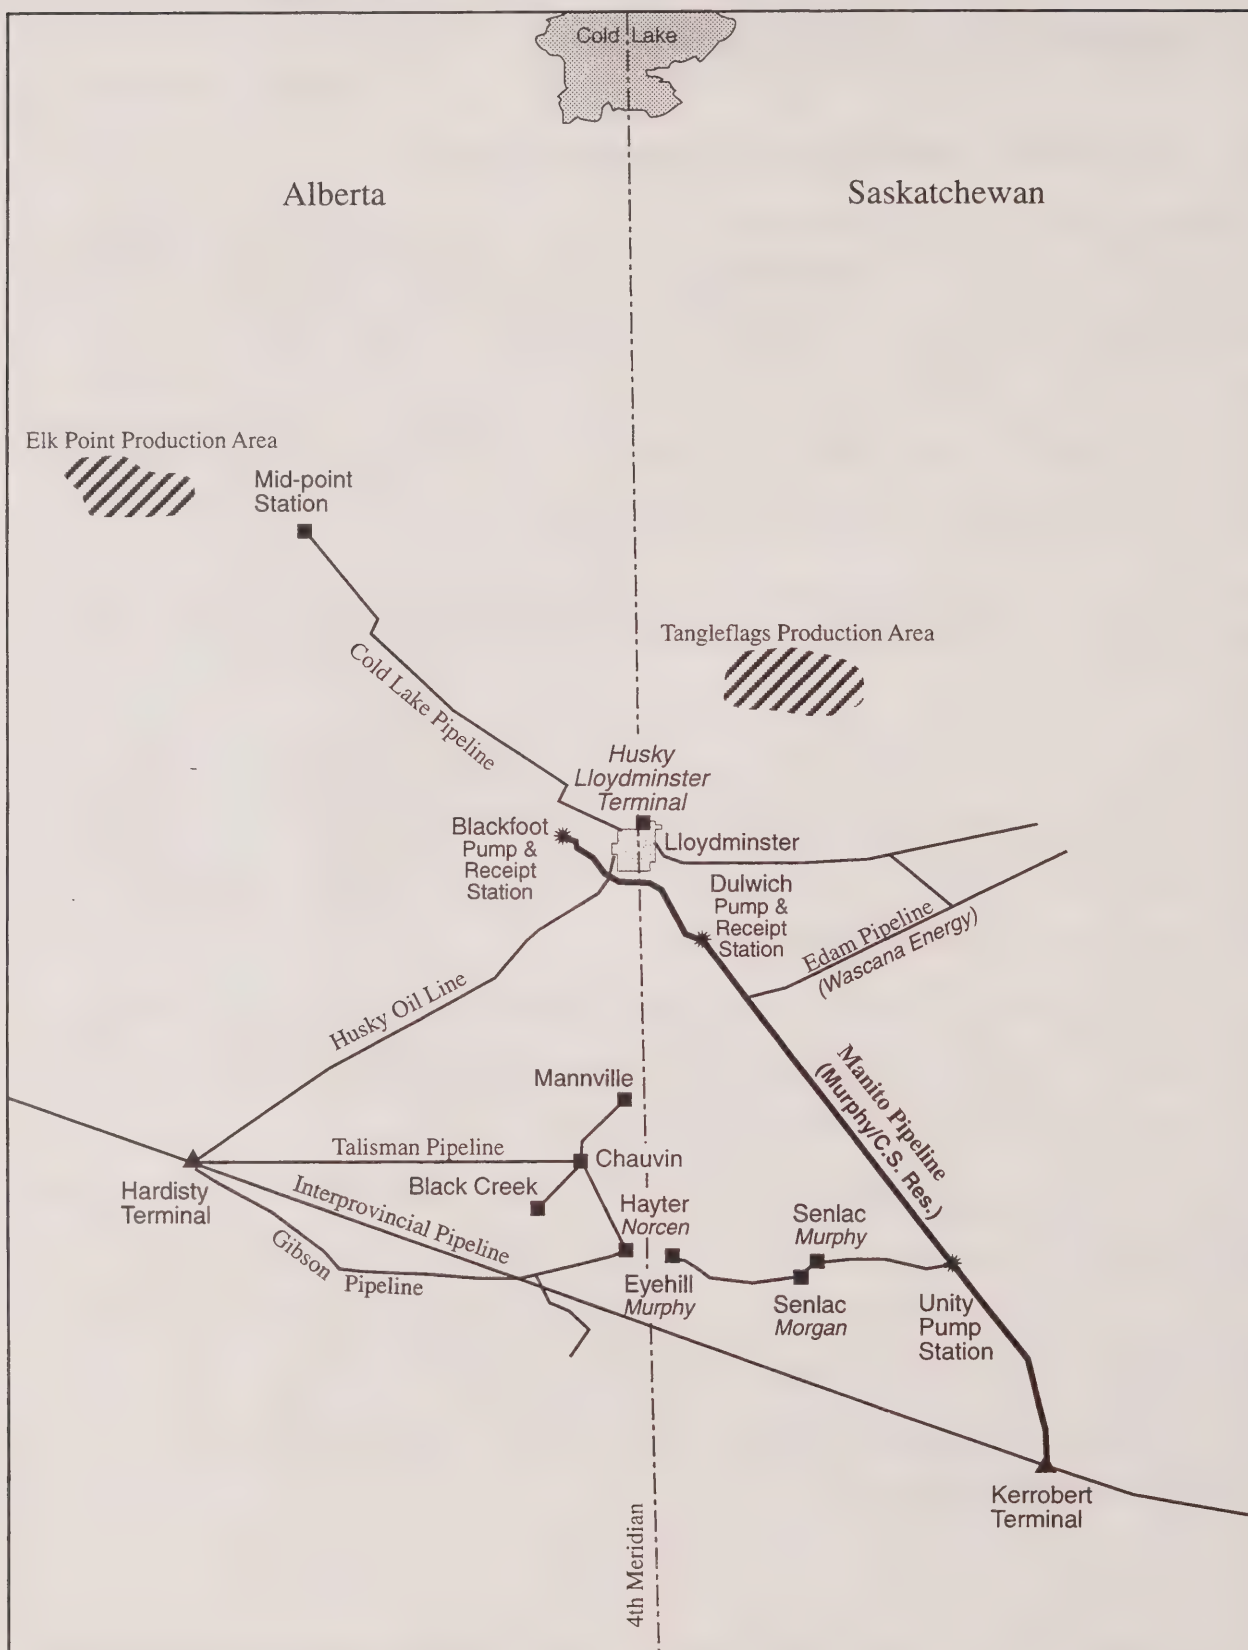 Cold Lake
Alberta
Saskatchewan
Elk Point Production Area
Mid-point
Station
Tangleflags Production Area
Cold Lake Pipeline
Husky
Lloydminster
Terminal
Blackfoot
Pump &
Receipt
Station
Lloydminster
Dulwich
Pump &
Receipt
Station
Edam Pipeline
(Wascana Energy)
Husky Oil Line
Manito Pipeline
(Murphy/C.S. Res.)
Mannville
Talisman Pipeline
Chauvin
Hardisty
Terminal
Black Creek
Interprovincial Pipeline
Hayter
Norcen
Senlac
Murphy
Gibson Pipeline
Eyehill
Murphy
Senlac
Morgan
Unity
Pump
Station
Kerrobert
Terminal
4th Meridian